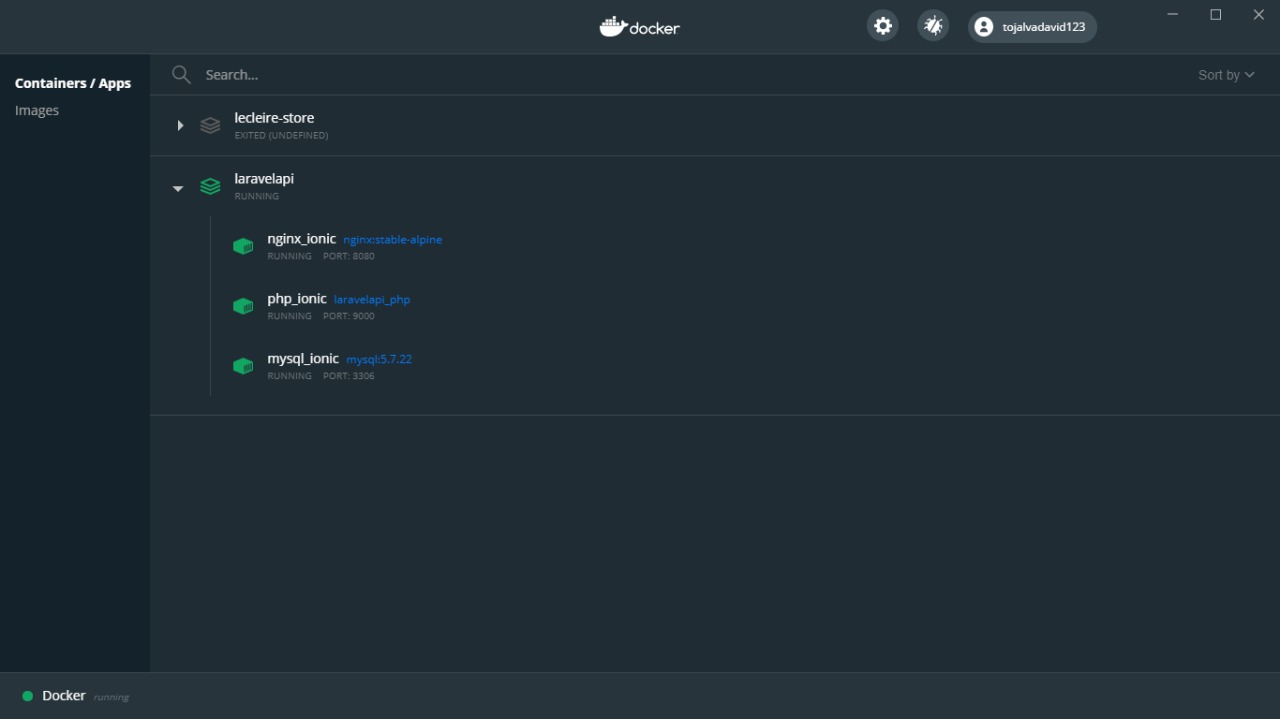 docker
tojalvadavid123
Containers / Apps
Images
Search...
Sort by
lecleire-store
EXITED (UNDEFINED)
laravelapi
RUNNING
nginx_ionic nginx:stable-alpine
RUNNING PORT: 8080
php_ionic laravelapi_php
RUNNING PORT: 9000
mysql_ionic mysql:5.7.22
RUNNING PORT: 3306
Docker running